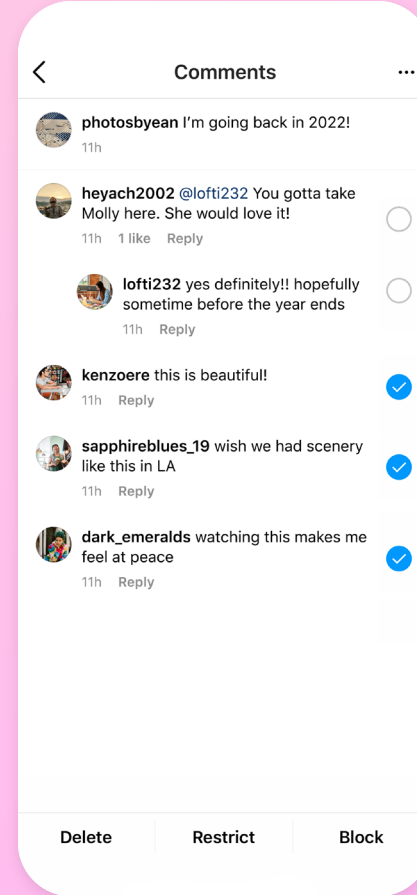 Comments
photosbyean I'm going back in 2022!
11h
heyach2002 @lofti232 You gotta take
Molly here. She would love it!
11h 1 like Reply
lofti232 yes definitely!! hopefully
sometime before the year ends
11h Reply
kenzoere this is beautiful!
11h Reply
sapphireblues_19 wish we had scenery
like this in LA
11h Reply
dark_emeralds watching this makes me
feel at peace
11h Reply
Delete Restrict Block